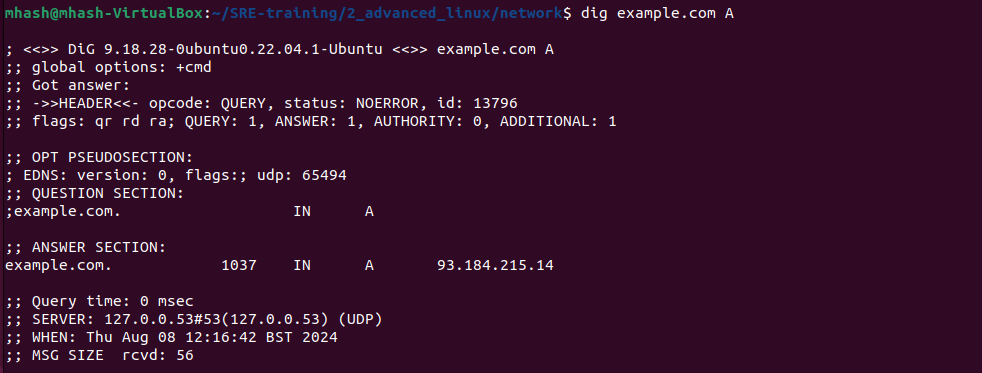 mhash@mhash-VirtualBox:~/SRE-training/2_advanced_linux/network$ dig example.com A
; <<>> DiG 9.18.28-0ubuntu0.22.04.1-Ubuntu <<>> example.com A
;; global options: +cmd
;; Got answer:
;; ->>HEADER<<- opcode: QUERY, status: NOERROR, id: 13796
;; flags: qr rd ra; QUERY: 1, ANSWER: 1, AUTHORITY: 0, ADDITIONAL: 1
;; OPT PSEUDOSECTION:
; EDNS: version: 0, flags:; udp: 65494
;; QUESTION SECTION:
;example.com. IN A
;; ANSWER SECTION:
example.com. 1037 IN A 93.184.215.14
;; Query time: 0 msec
;; SERVER: 127.0.0.53#53(127.0.0.53) (UDP)
;; WHEN: Thu Aug 08 12:16:42 BST 2024
;; MSG SIZE  rcvd: 56